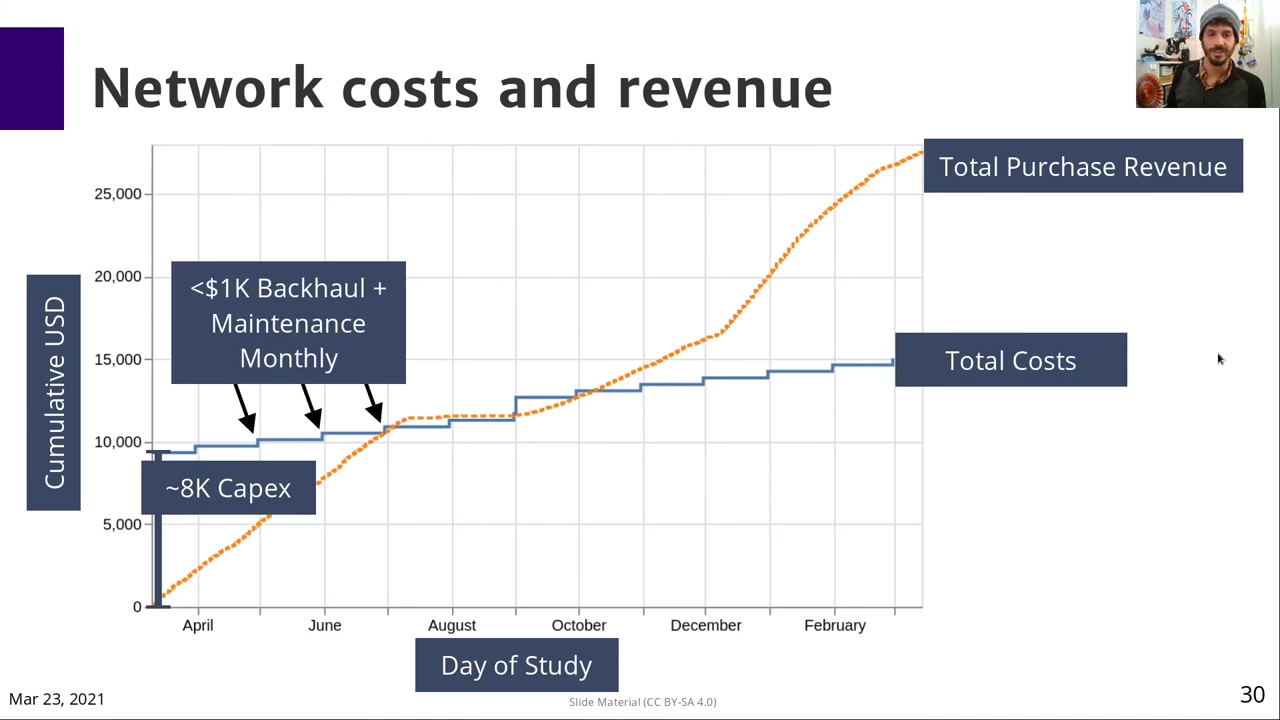 Network costs and revenue
Total Purchase Revenue
25,000
20,000
15,000
10,000
5,000
0
Cumulative USD
<$1K Backhaul +
Maintenance
Monthly
Total Costs
~8K Capex
April
June
August
October
December
February
Day of Study
Mar 23, 2021
Slide Material (CC BY-SA 4.0)
30